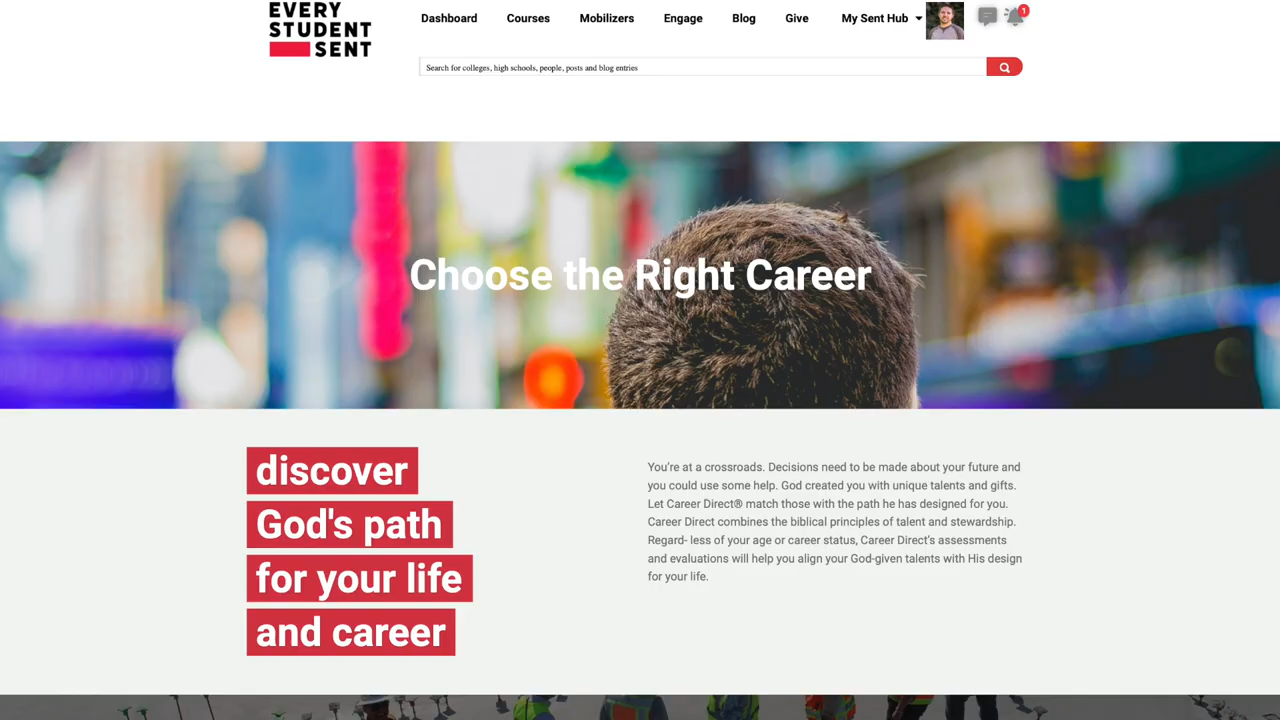 EVERY
STUDENT
SENT
Dashboard Courses Mobilizers Engage Blog Give My Sent Hub 1
Search for colleges, high schools, people, posts and blog entries
Choose the Right Career
discover
God's path
for your life
and career
You're at a crossroads. Decisions need to be made about your future and
you could use some help. God created you with unique talents and gifts.
Let Career Direct® match those with the path he has designed for you.
Career Direct combines the biblical principles of talent and stewardship.
Regard- less of your age or career status, Career Direct's assessments
and evaluations will help you align your God-given talents with His design
for your life.